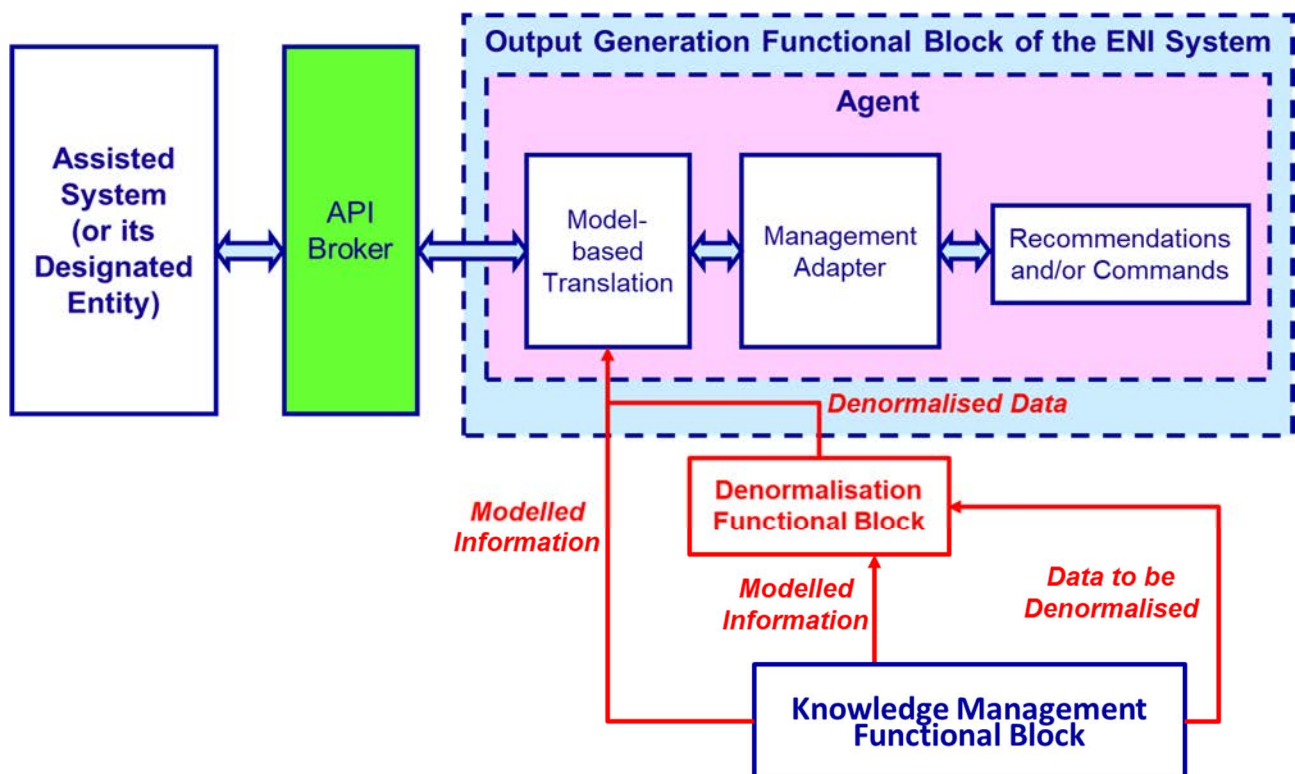 Output Generation Functional Block of the ENI System
Agent
Assisted
System
(or its
Designated
Entity)
API
Broker
Model-
based
Translation
Management
Adapter
Recommendations
and/or Commands
Denormalised Data
Denormalisation
Functional Block
Modelled
Information
Modelled
Information
Data to be
Denormalised
Knowledge Management
Functional Block